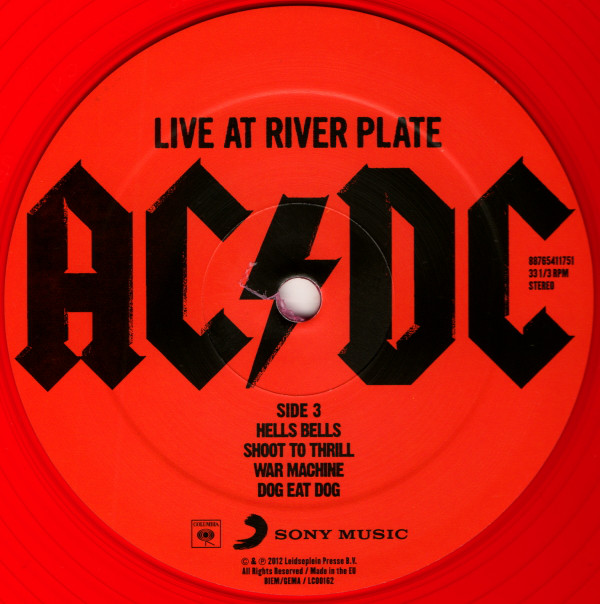 LIVE AT RIVER PLATE
AC/DC
88765411751
33 1/3 RPM
STEREO
SIDE 3
HELLS BELLS
SHOOT TO THRILL
WAR MACHINE
DOG EAT DOG
COLUMBIA
SONY MUSIC
© & ℗ 2012 Leidseplein Presse B.V.
All Rights Reserved / Made in the EU
BIEM/GEMA / LC00162